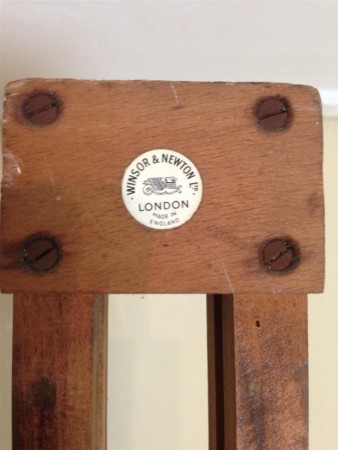 WINSOR & NEWTON LTD
LONDON
MADE IN
ENGLAND